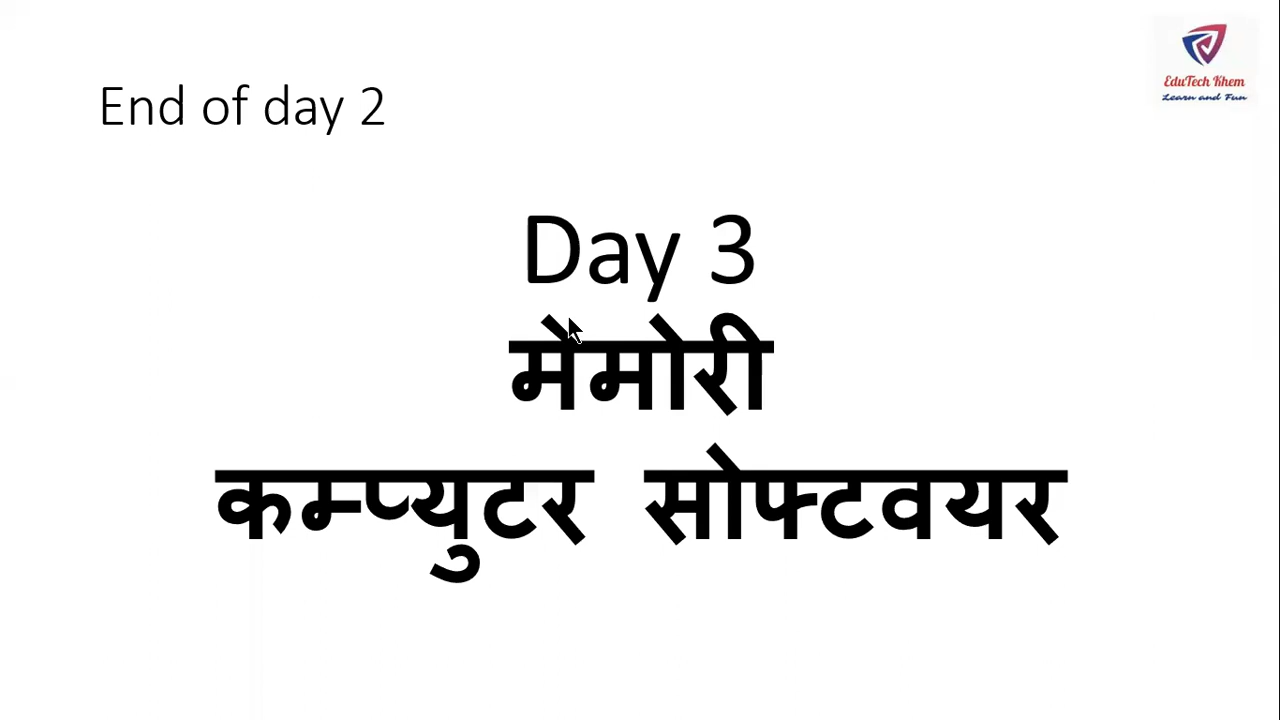 EduTech Khem
Learn and Fun
End of day 2
Day 3
मेमोरी
कम्प्युटर सोफ्टवयर